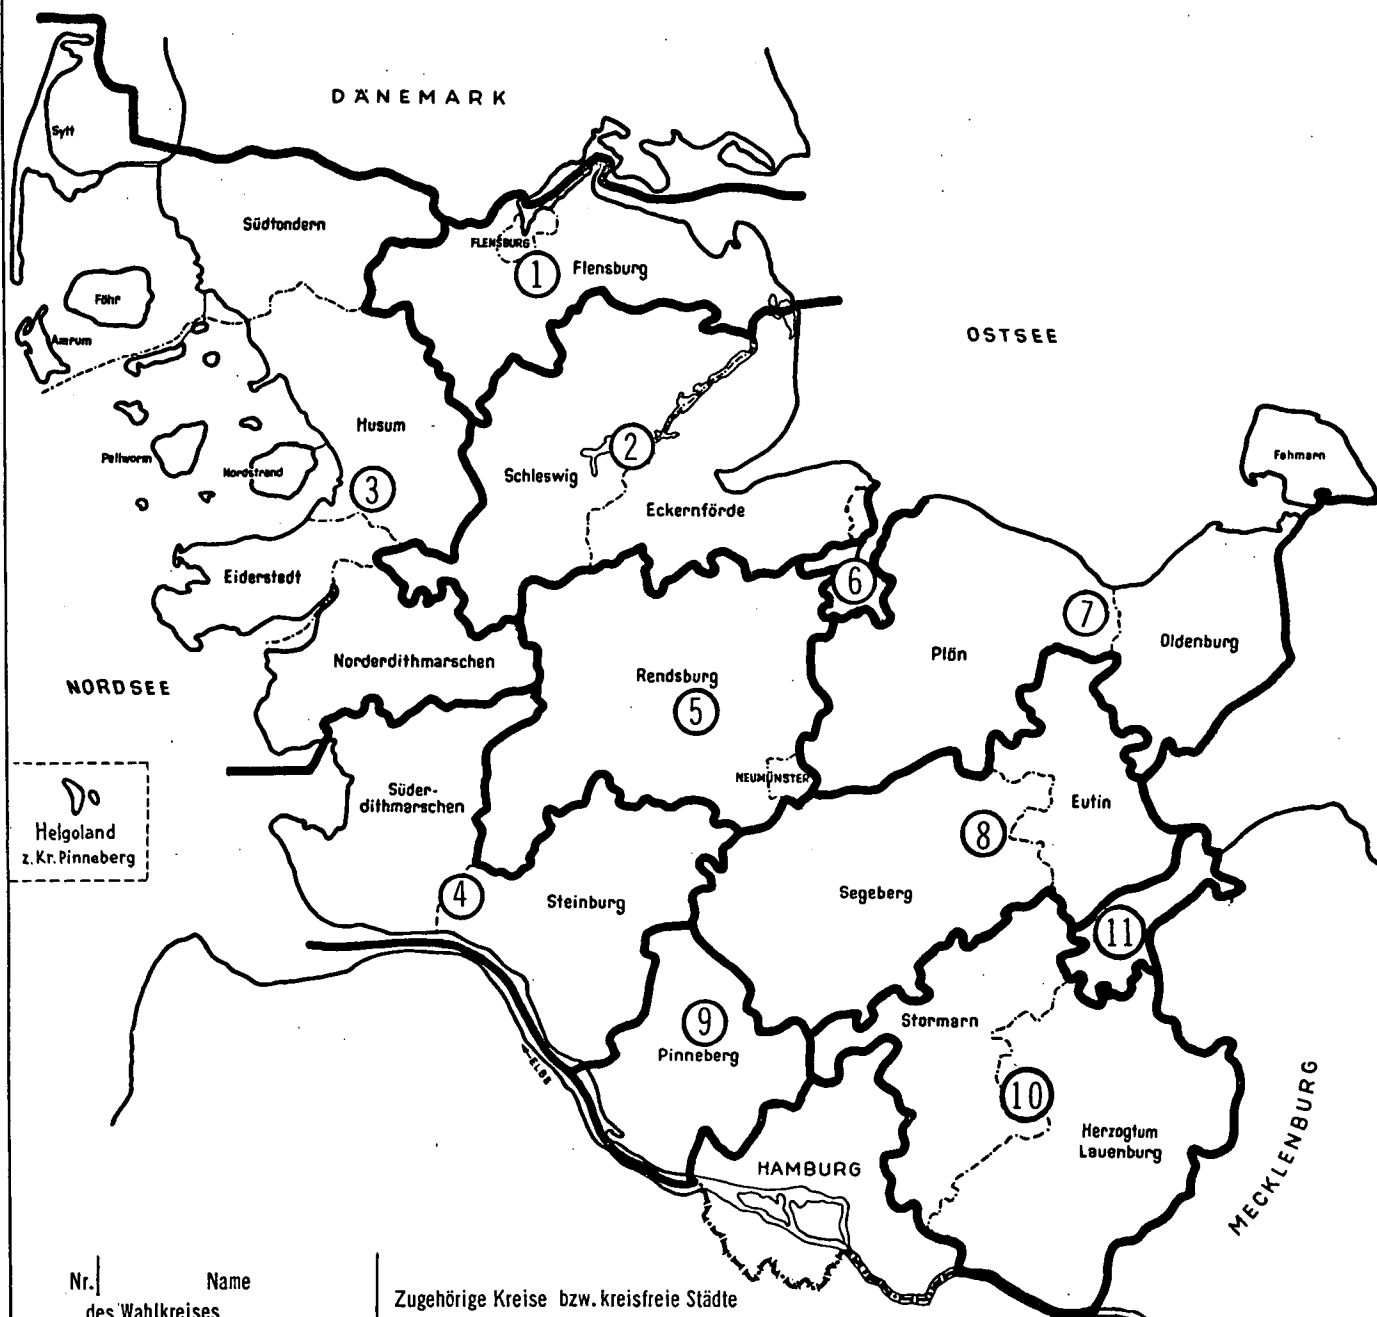 DÄNEMARK
Sylt
Südtondern
FLENSBURG
1
Flensburg
Föhr
Amrum
OSTSEE
Husum
2
Fehmarn
Pellworm
Nordstrand
Schleswig
3
Eckernförde
Eiderstedt
6
7
Oldenburg
Norderdithmarschen
Plön
NORDSEE
Rendsburg
5
NEUMÜNSTER
Süder-
dithmarschen
Eutin
Helgoland
z. Kr. Pinneberg
8
4
Steinburg
Segeberg
11
9
Pinneberg
Stormarn
ELBE
10
Herzogtum
Lauenburg
HAMBURG
MECKLENBURG
Nr. Name
des Wahlkreises
Zugehörige Kreise bzw. kreisfreie Städte